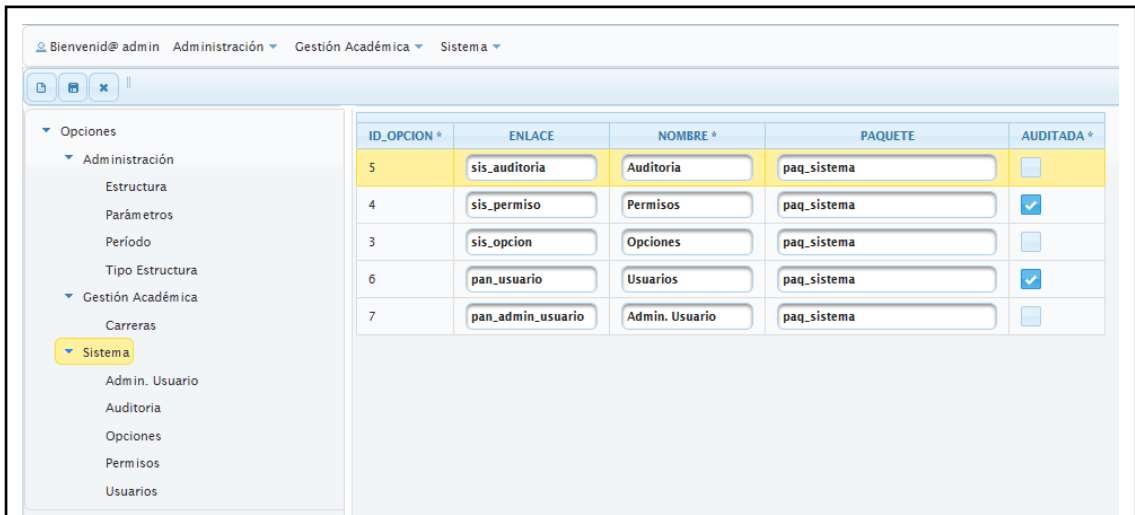 Bienvenid@ admin Administración Gestión Académica Sistema
Opciones
Administración
Estructura
Parámetros
Período
Tipo Estructura
Gestión Académica
Carreras
Sistema
Admin. Usuario
Auditoria
Opciones
Permisos
Usuarios
ID_OPCION * ENLACE NOMBRE * PAQUETE AUDITADA *
5 sis_auditoria Auditoria paq_sistema
4 sis_permiso Permisos paq_sistema
3 sis_opcion Opciones paq_sistema
6 pan_usuario Usuarios paq_sistema
7 pan_admin_usuario Admin. Usuario paq_sistema